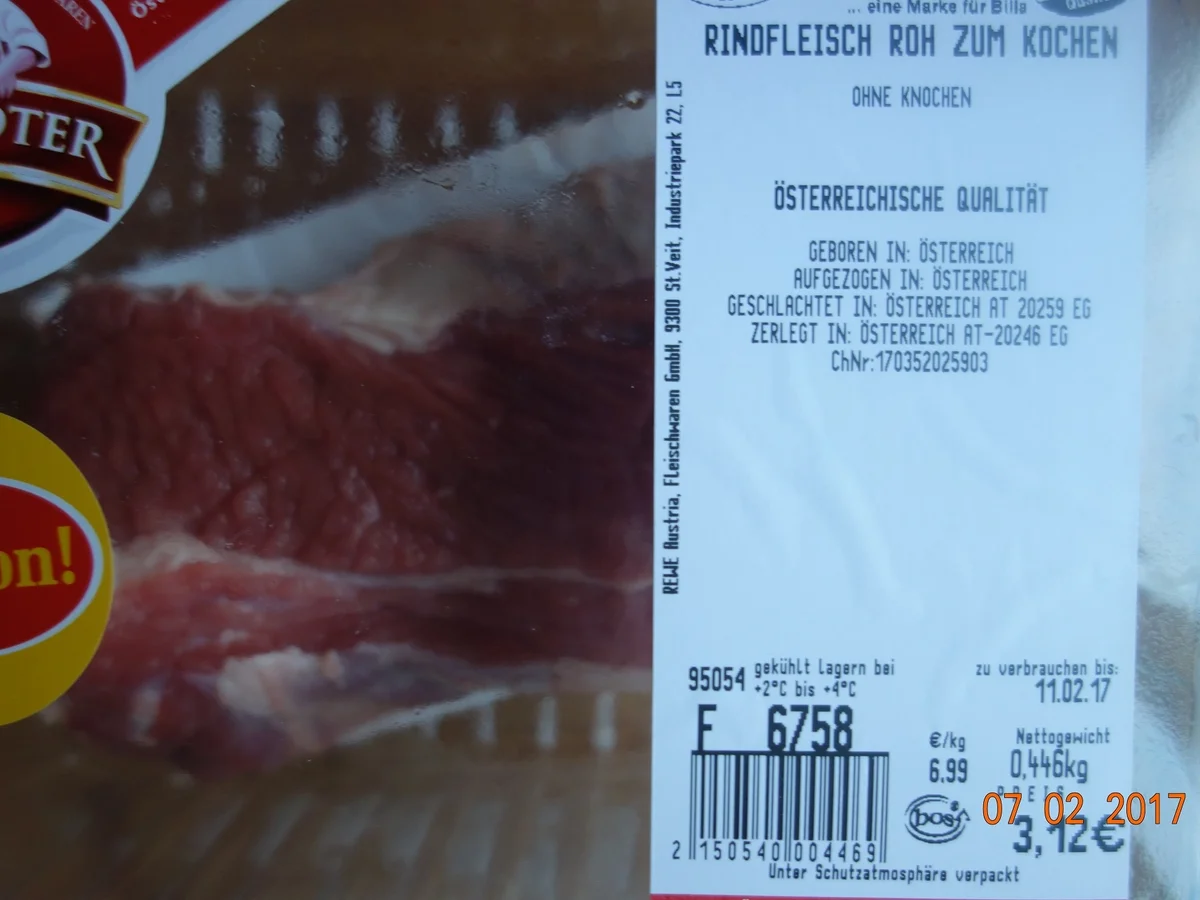 ... eine Marke für Billa
RINDFLEISCH ROH ZUM KOCHEN
OHNE KNOCHEN
ÖSTERREICHISCHE QUALITÄT
GEBOREN IN: ÖSTERREICH
AUFGEZOGEN IN: ÖSTERREICH
GESCHLACHTET IN: ÖSTERREICH AT 20259 EG
ZERLEGT IN: ÖSTERREICH AT-20246 EG
ChNr:170352025903
REWE Austria, Fleischwaren GmbH, 9300 St.Veit, Industriepark 22, L5
TER
on!
95054 gekühlt lagern bei
+2°C bis +4°C
zu verbrauchen bis:
11.02.17
F 6758
€/kg
6.99
Nettogewicht
0,446kg
PREIS
3,12€
bos
07 02 2017
2 150540 004469
Unter Schutzatmosphäre verpackt